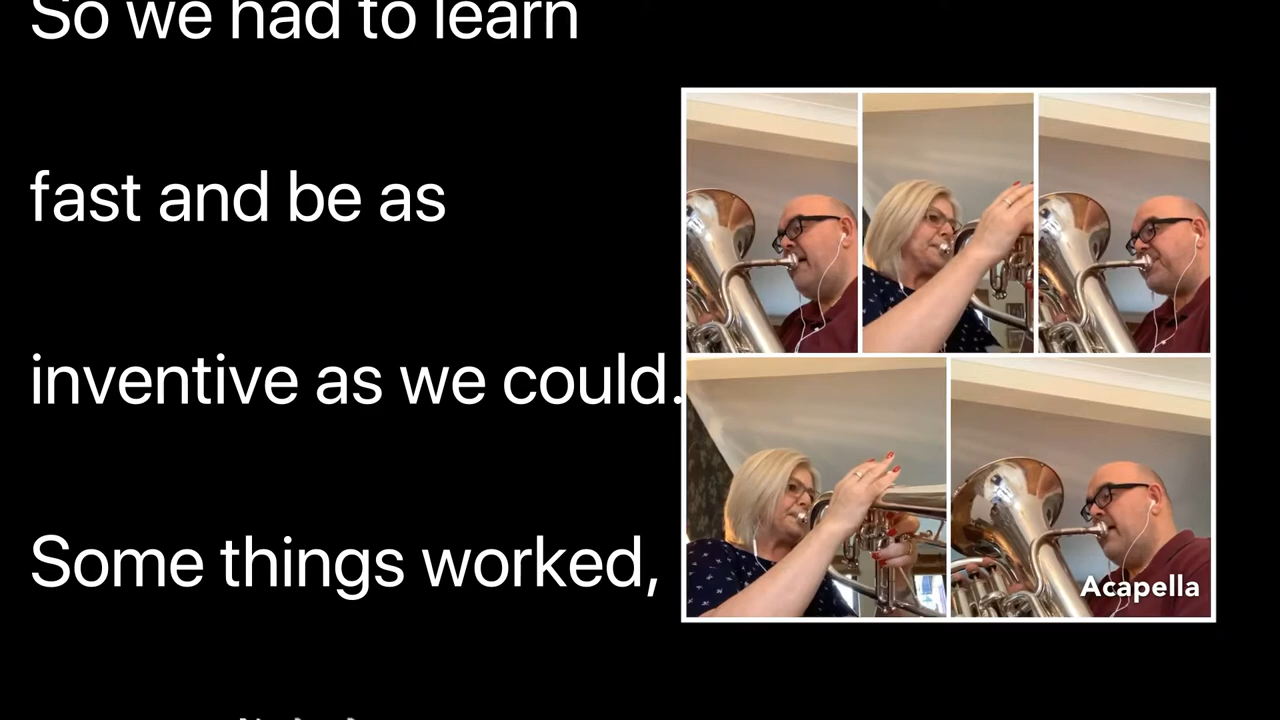 So we had to learn
fast and be as
inventive as we could.
Some things worked,
Acapella